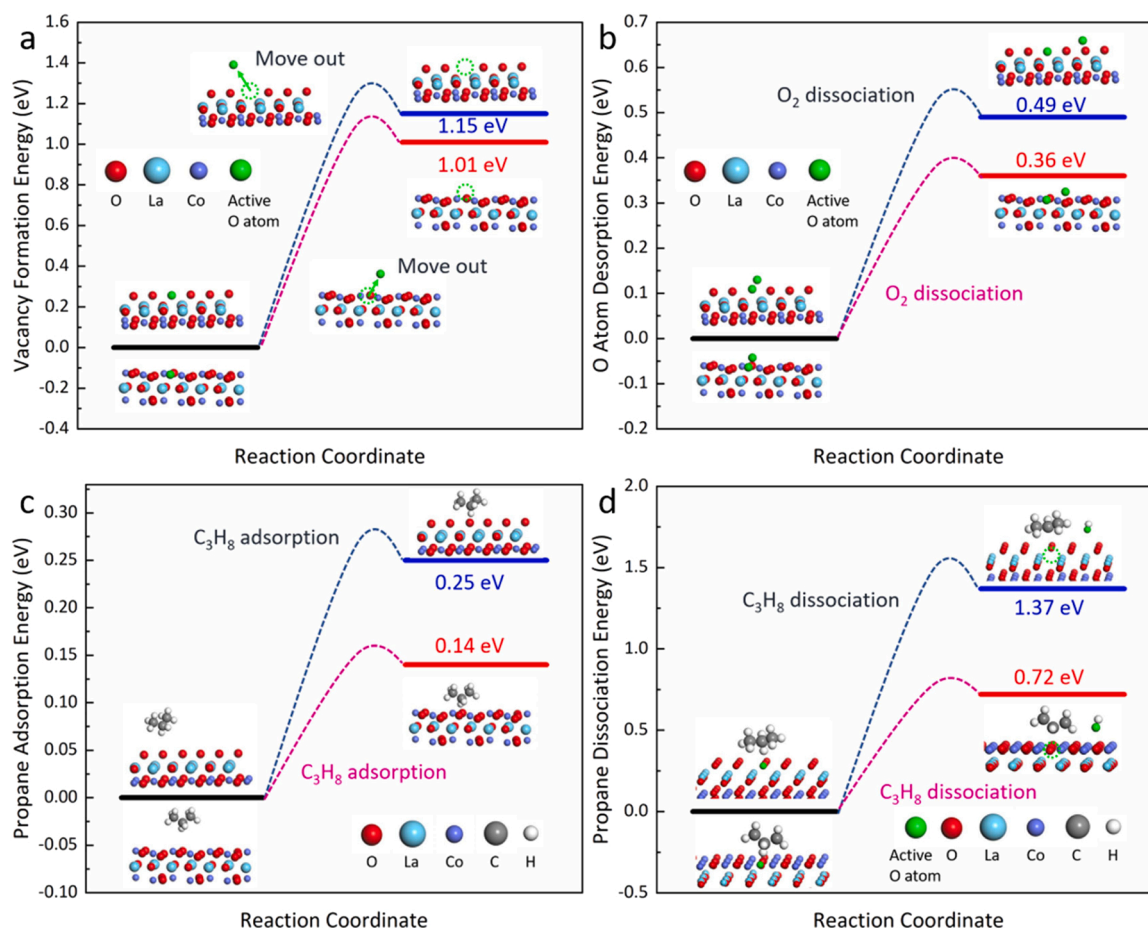 a
Vacancy Formation Energy (eV)
1.6
1.4
1.2
1.0
0.8
0.6
0.4
0.2
0.0
-0.2
-0.4
Move out
1.15 eV
1.01 eV
O
La
Co
Active
O atom
Move out
Reaction Coordinate
b
O Atom Desorption Energy (eV)
0.7
0.6
0.5
0.4
0.3
0.2
0.1
0.0
-0.1
-0.2
O₂ dissociation
0.49 eV
0.36 eV
O
La
Co
Active
O atom
O₂ dissociation
Reaction Coordinate
c
Propane Adsorption Energy (eV)
0.30
0.25
0.20
0.15
0.10
0.05
0.00
-0.05
-0.10
C₃H₈ adsorption
0.25 eV
0.14 eV
C₃H₈ adsorption
O
La
Co
C
H
Reaction Coordinate
d
Propane Dissociation Energy (eV)
2.0
1.5
1.0
0.5
0.0
-0.5
C₃H₈ dissociation
1.37 eV
0.72 eV
C₃H₈ dissociation
Active
O atom
O
La
Co
C
H
Reaction Coordinate